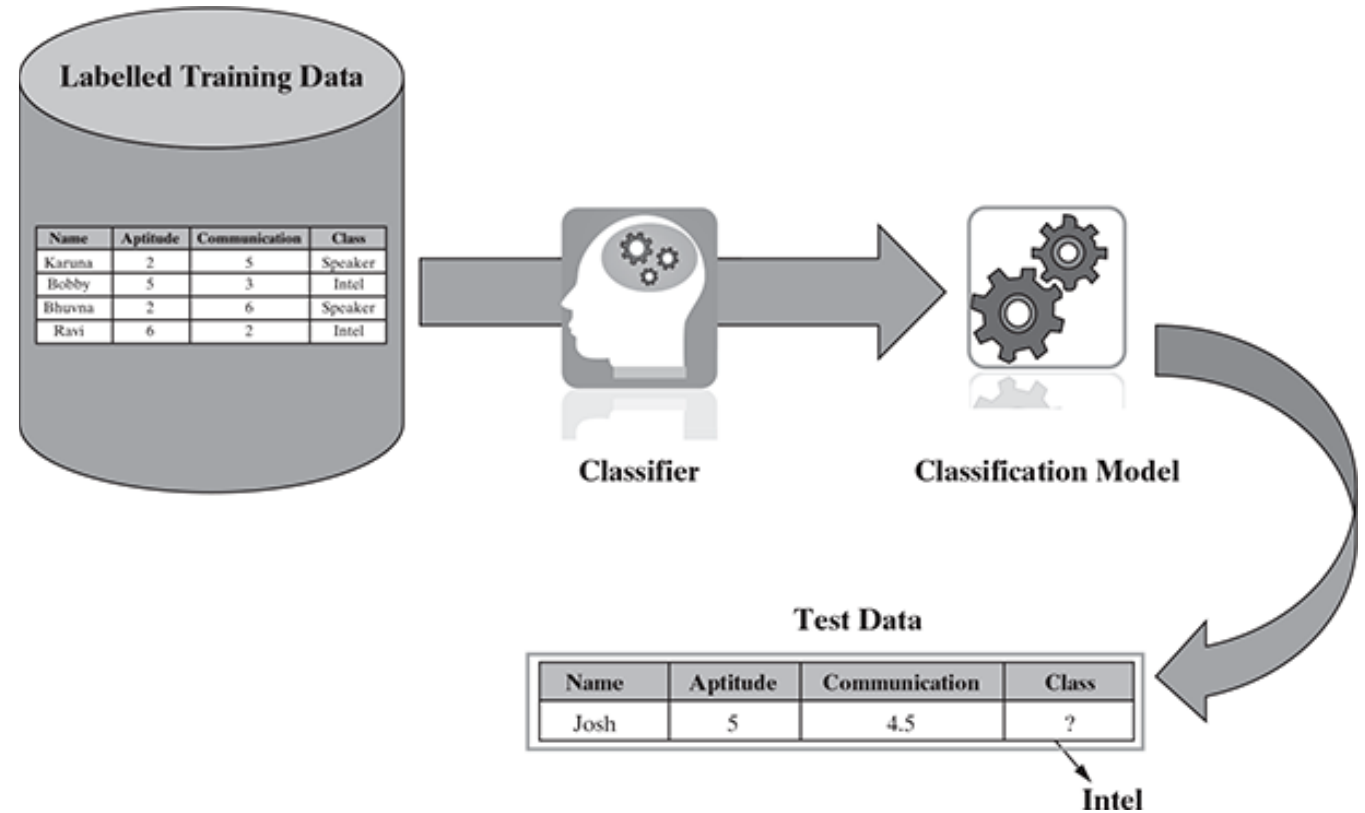 Labelled Training Data
Name Aptitude Communication Class
Karuna 2 5 Speaker
Bobby 5 3 Intel
Bhuvna 2 6 Speaker
Ravi 6 2 Intel
Classifier
Classification Model
Test Data
Name Aptitude Communication Class
Josh 5 4.5 ?
Intel